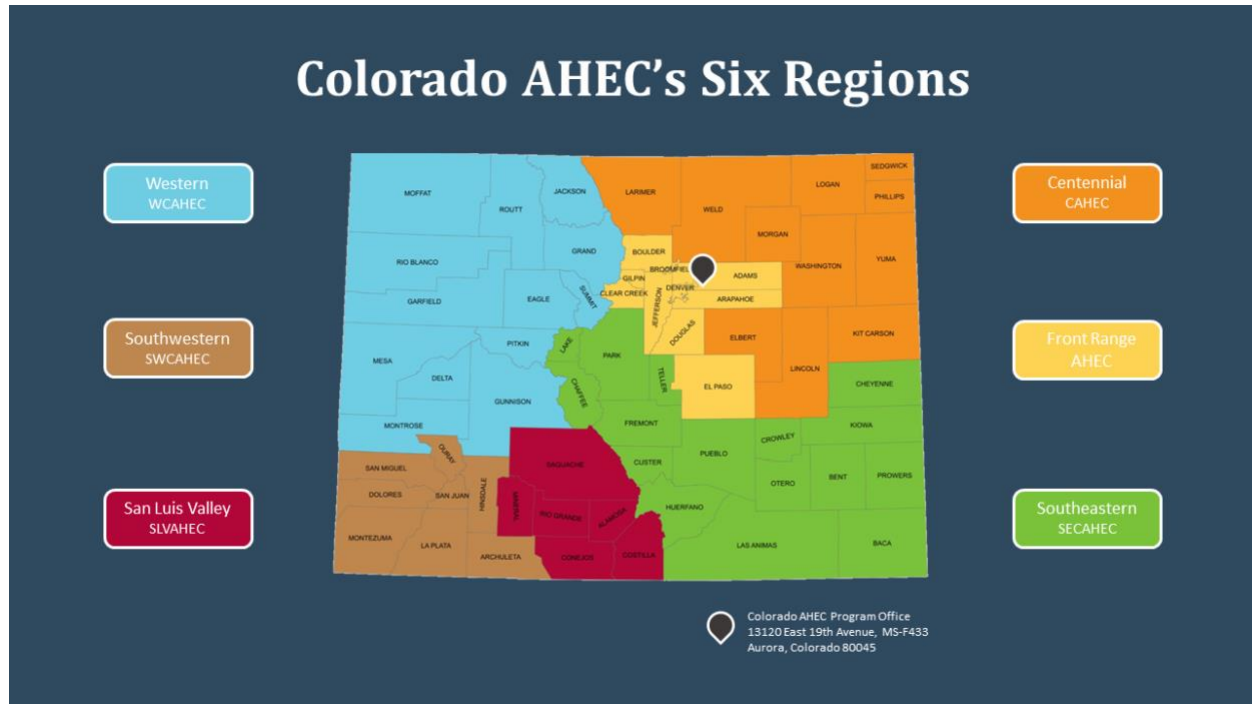 Colorado AHEC's Six Regions
Western
WCAHEC
Southwestern
SWCAHEC
San Luis Valley
SLVAHEC
Centennial
CAHEC
Front Range
AHEC
Southeastern
SECAHEC
MOFFAT
ROUTT
JACKSON
LARIMER
WELD
LOGAN
SEDGWICK
PHILLIPS
MORGAN
GRAND
BOULDER
RIO BLANCO
BROOMFIEL
GILPIN
ADAMS
WASHINGTON
YUMA
GARFIELD
EAGLE
SUMMIT
CLEAR CREEK
JEFFERSON
DENVER
ARAPAHOE
PITKIN
LAKE
PARK
DOUGLAS
ELBERT
KIT CARSON
MESA
DELTA
GUNNISON
CHAFFEE
TELLER
EL PASO
LINCOLN
CHEYENNE
MONTROSE
FREMONT
KIOWA
OURAY
SAN MIGUEL
SAGUACHE
CUSTER
PUEBLO
CROWLEY
OTERO
BENT
PROWERS
DOLORES
SAN JUAN
HINSDALE
MINERAL
RIO GRANDE
ALAMOSA
HUERFANO
MONTEZUMA
LA PLATA
ARCHULETA
CONEJOS
COSTILLA
LAS ANIMAS
BACA
Colorado AHEC Program Office
13120 East 19th Avenue, MS-F433
Aurora, Colorado 80045